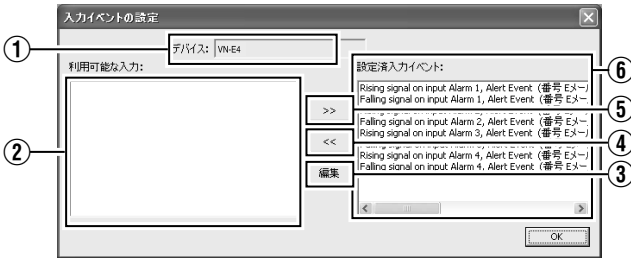 入力イベントの設定
① デバイス: VN-E4
利用可能な入力:
設定済入力イベント:
⑥
Rising signal on input Alarm 1, Alert Event (番号 Eメール
Falling signal on input Alarm 1, Alert Event (番号 Eメー
>>
⑤
Falling signal on input Alarm 2, Alert Event (番号 Eメー
Rising signal on input Alarm 3, Alert Event (番号 Eメール
②
<<
④
Rising signal on input Alarm 4, Alert Event (番号 Eメール
Falling signal on input Alarm 4, Alert Event (番号 Eメー
編集
③
OK